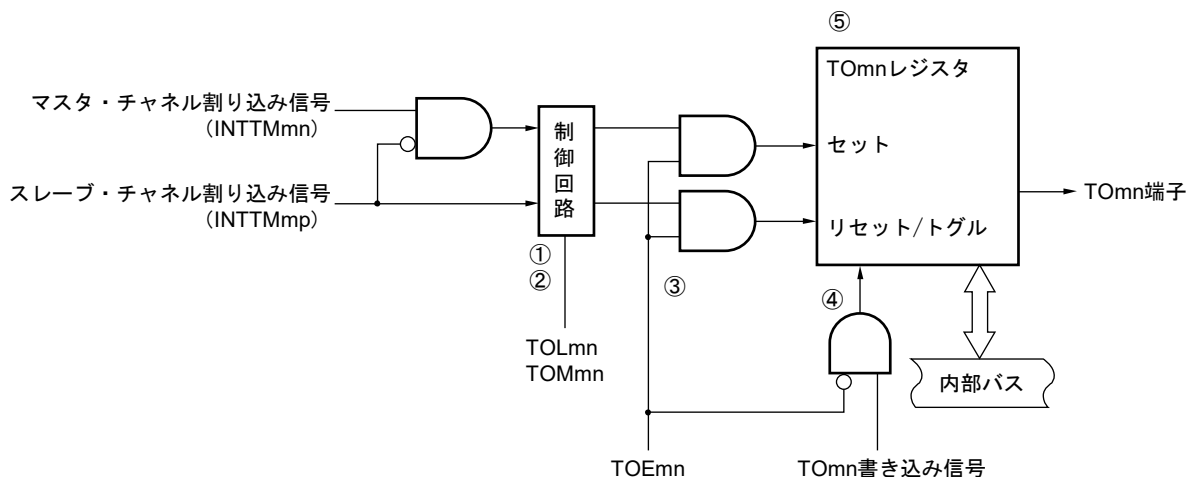 ⑤
TOmnレジスタ
マスタ・チャネル割り込み信号
（INTTMmn）
制御回路
セット
スレーブ・チャネル割り込み信号
（INTTMmp）
TOmn端子
リセット/トグル
①
②
③
④
TOLmn
TOMmn
内部バス
TOEmn
TOmn書き込み信号